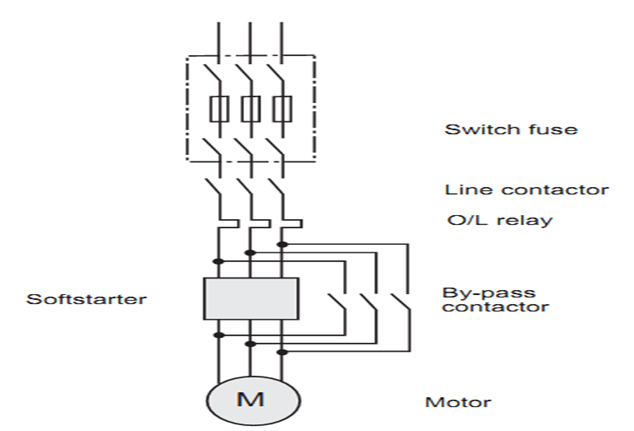 Switch fuse
Line contactor
O/L relay
Softstarter
By-pass
contactor
M
Motor